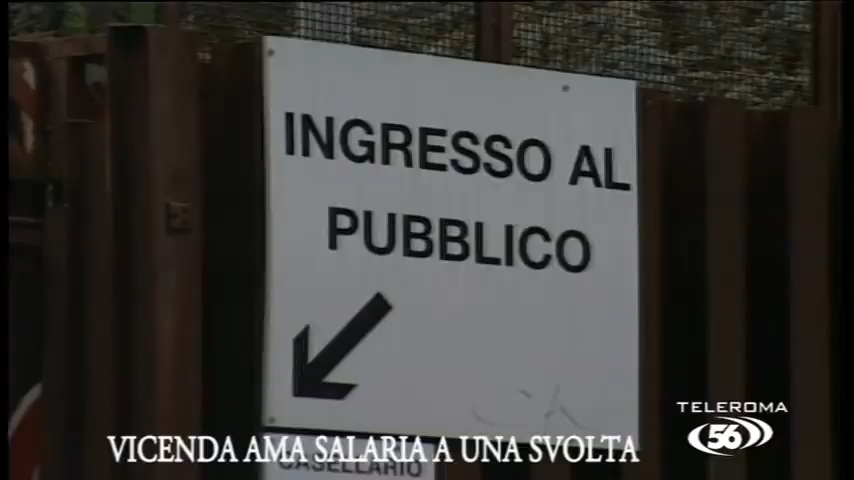 INGRESSO AL
PUBBLICO
TELEROMA
56
VICENDA AMA SALARIA A UNA SVOLTA
CASELLARIO